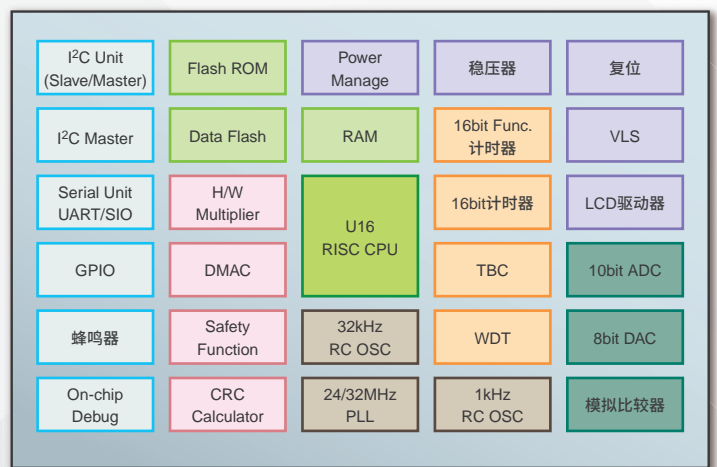 I²C Unit
(Slave/Master)
Flash ROM
Power
Manage
稳压器
复位
I²C Master
Data Flash
RAM
16bit Func.
计时器
VLS
Serial Unit
UART/SIO
H/W
Multiplier
U16
RISC CPU
16bit计时器
LCD驱动器
GPIO
DMAC
TBC
10bit ADC
蜂鸣器
Safety
Function
32kHz
RC OSC
WDT
8bit DAC
On-chip
Debug
CRC
Calculator
24/32MHz
PLL
1kHz
RC OSC
模拟比较器